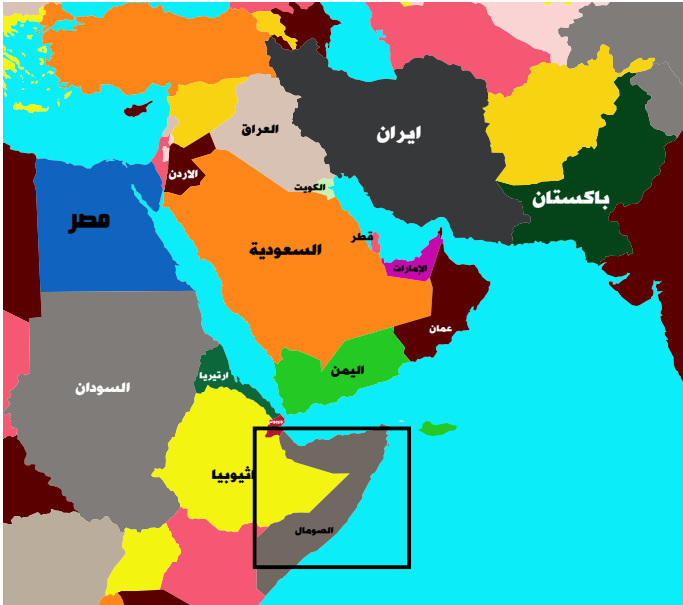 العراق
ايران
الاردن
الكويت
باكستان
مصر
قطر
السعودية
الإمارات
عمان
اليمن
ارتيريا
السودان
اثيوبيا
الصومال